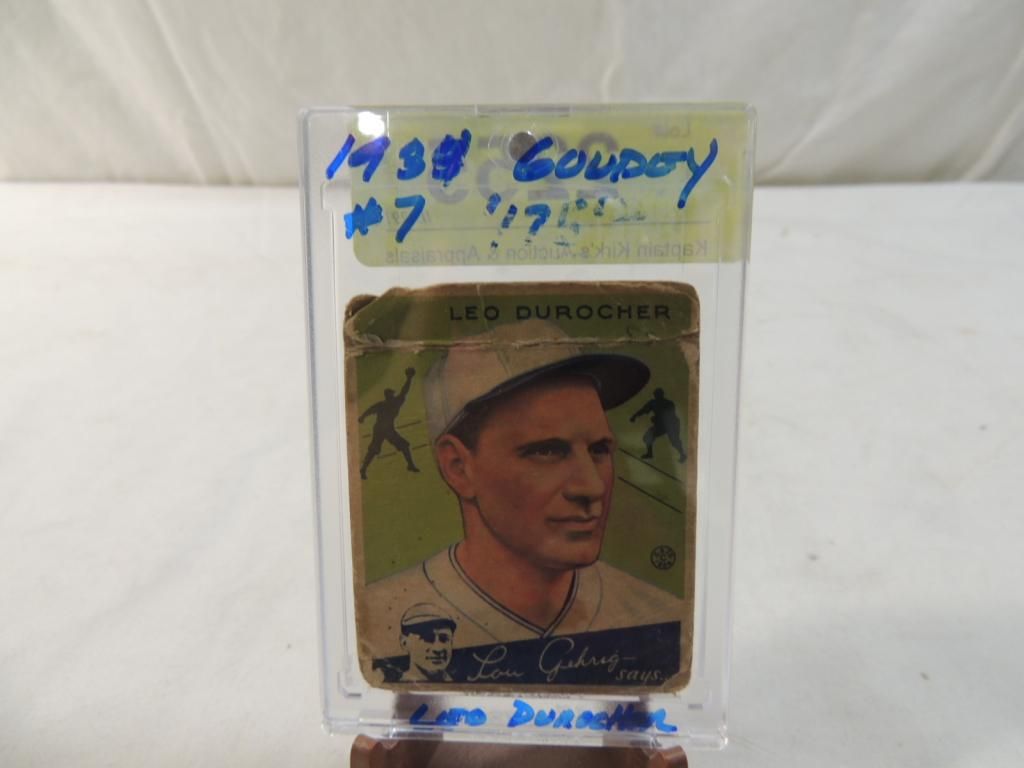 1934 GOUDEY
#7
Kaptain Kirk's Auction & Appraisals
LEO DUROCHER
Lou Gehrig
says..
LEO DUROCHER